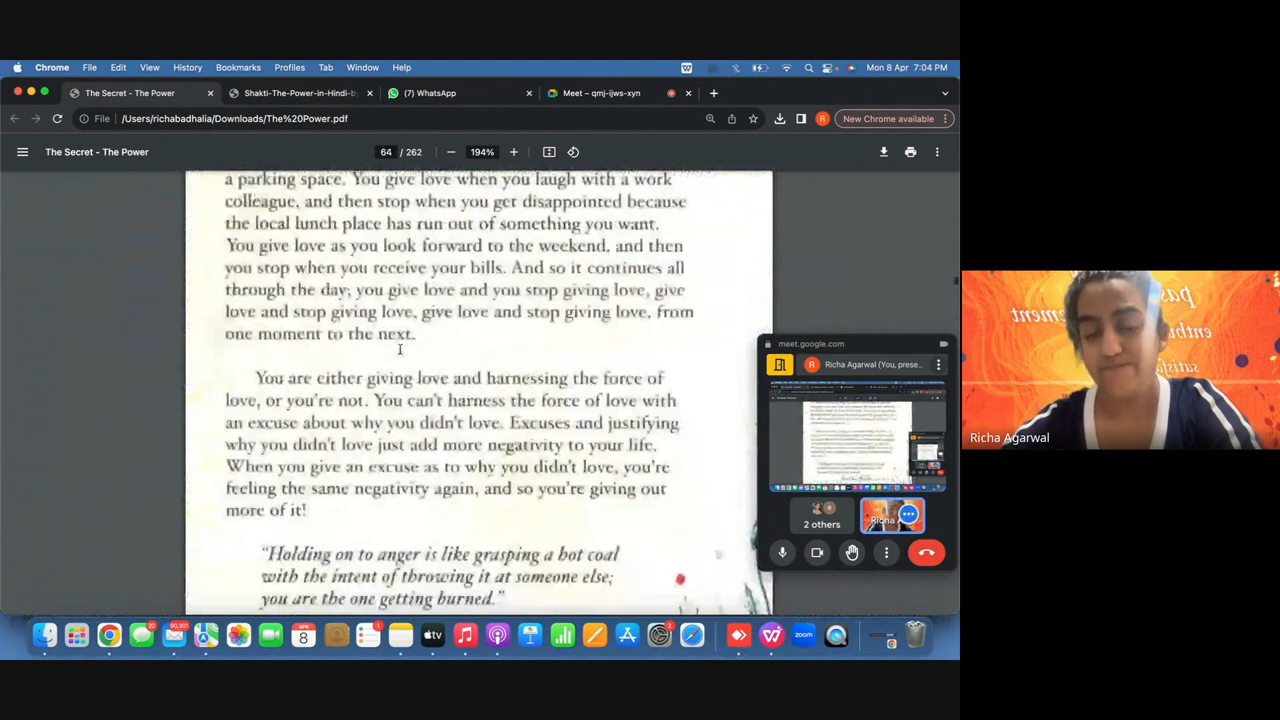 Chrome File Edit View History Bookmarks Profiles Tab Window Help Mon 8 Apr 7:04 PM
The Secret - The Power Shakti-The-Power-in-Hindi-b (7) WhatsApp Meet – qmj-ijws-xyn
File /Users/richabadhalia/Downloads/The%20Power.pdf R New Chrome available
The Secret - The Power 64 / 262 194%
a parking space. You give love when you laugh with a work
colleague, and then stop when you get disappointed because
the local lunch place has run out of something you want.
You give love as you look forward to the weekend, and then
you stop when you receive your bills. And so it continues all
through the day; you give love and you stop giving love, give
love and stop giving love, give love and stop giving love, from
one moment to the next.
You are either giving love and harnessing the force of
love, or you're not. You can't harness the force of love with
an excuse about why you didn't love. Excuses and justifying
why you didn't love just add more negativity to your life.
When you give an excuse as to why you didn't love, you're
feeling the same negativity again, and so you're giving out
more of it!
"Holding on to anger is like grasping a hot coal
with the intent of throwing it at someone else;
you are the one getting burned."
meet.google.com
R Richa Agarwal (You, prese...
2 others
Richa
APR
8
zoom
past
enthu
satisf
ement
Richa Agarwal